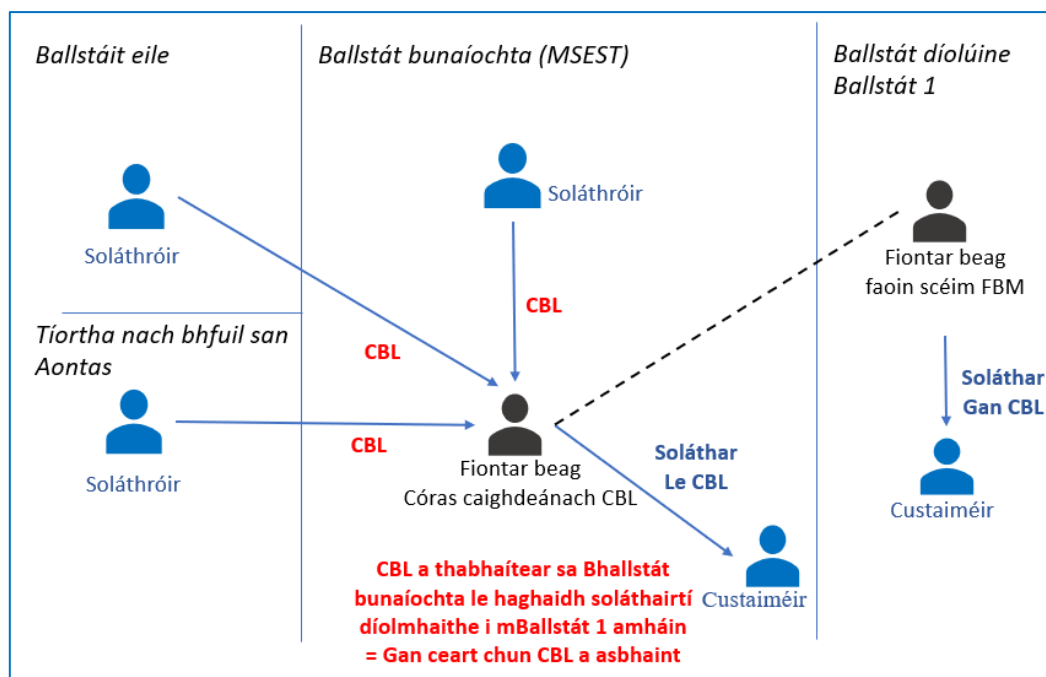 Ballstáit eile
Soláthróir
Tíortha nach bhfuil san
Aontas
Soláthróir
Ballstát bunaíochta (MSEST)
Soláthróir
CBL
CBL
CBL
Fiontar beag
Córas caighdeánach CBL
Soláthar
Le CBL
CBL a thabhaítear sa Bhallstát
bunaíochta le haghaidh soláthairtí
díolmhaithe i mBallstát 1 amháin
= Gan ceart chun CBL a asbhaint
Custaiméir
Ballstát díolúine
Ballstát 1
Fiontar beag
faoin scéim FBM
Soláthar
Gan CBL
Custaiméir